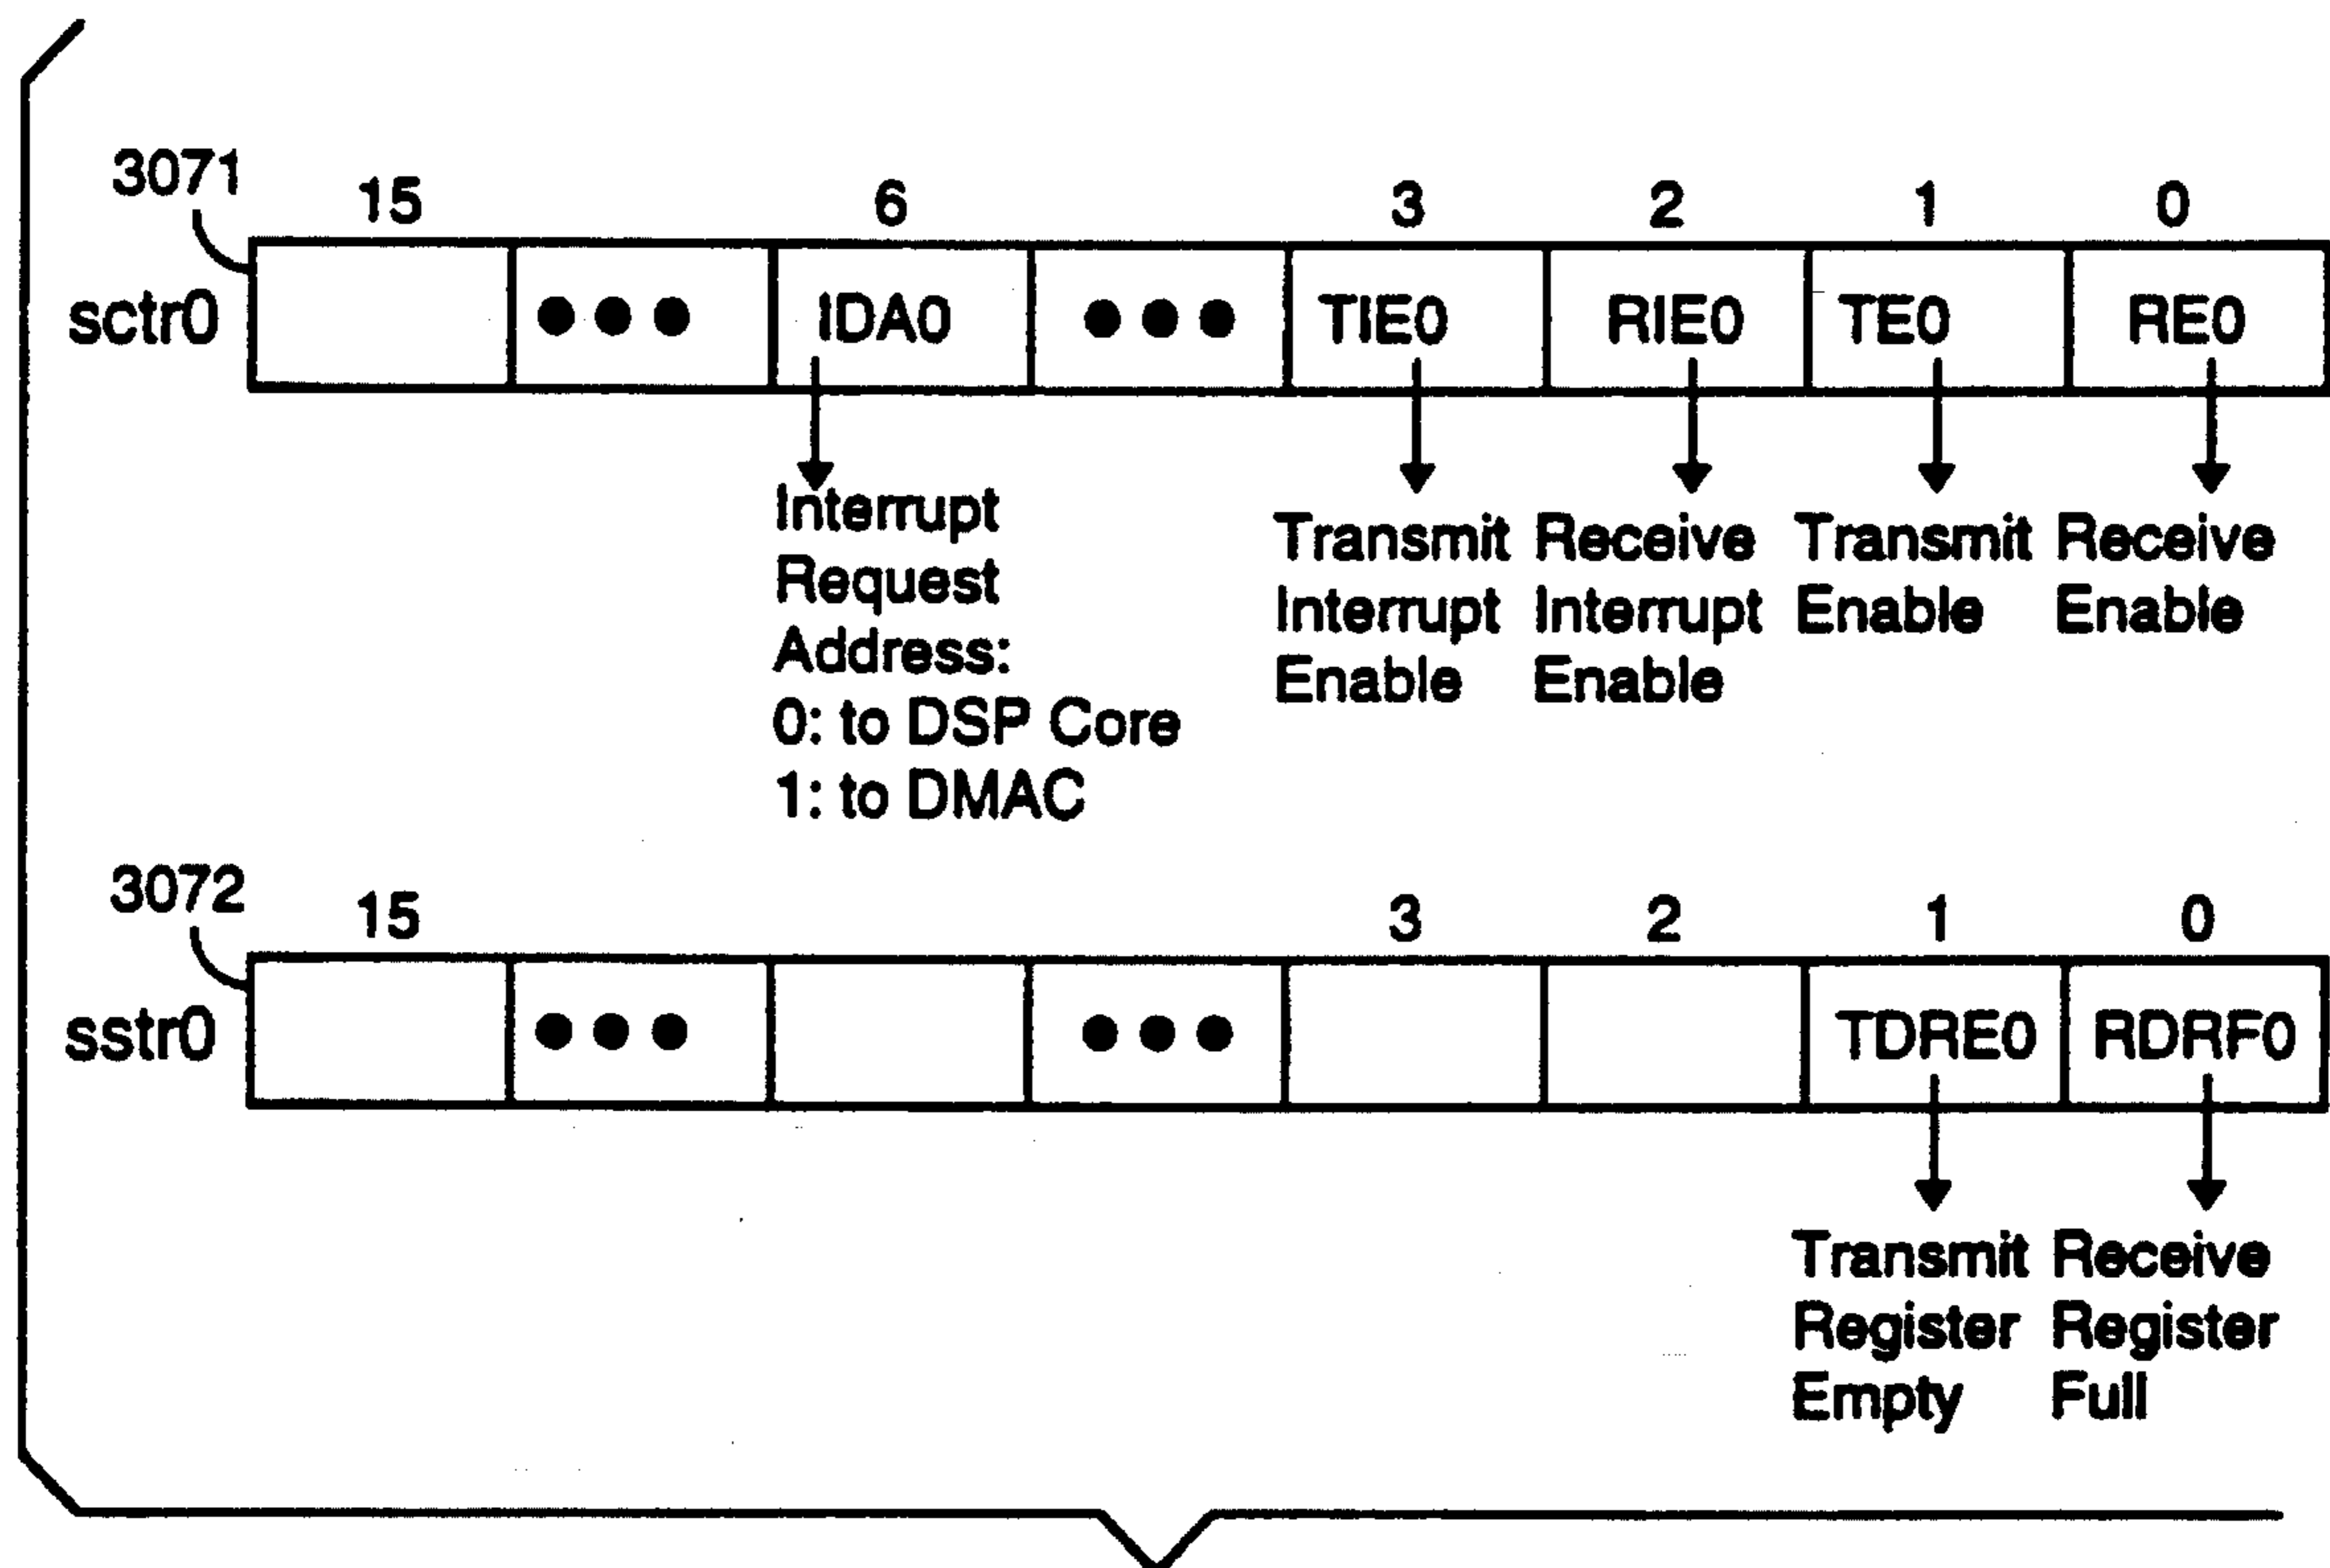 3071
15 6 3 2 1 0
sctr0 ●●● IDA0 ●●● TIE0 RIE0 TE0 RE0
Interrupt
Request
Address:
0: to DSP Core
1: to DMAC
Transmit
Interrupt
Enable
Receive
Interrupt
Enable
Transmit
Enable
Receive
Enable
3072
15 3 2 1 0
sstr0 ●●● ●●● TDRE0 RDRF0
Transmit
Register
Empty
Receive
Register
Full